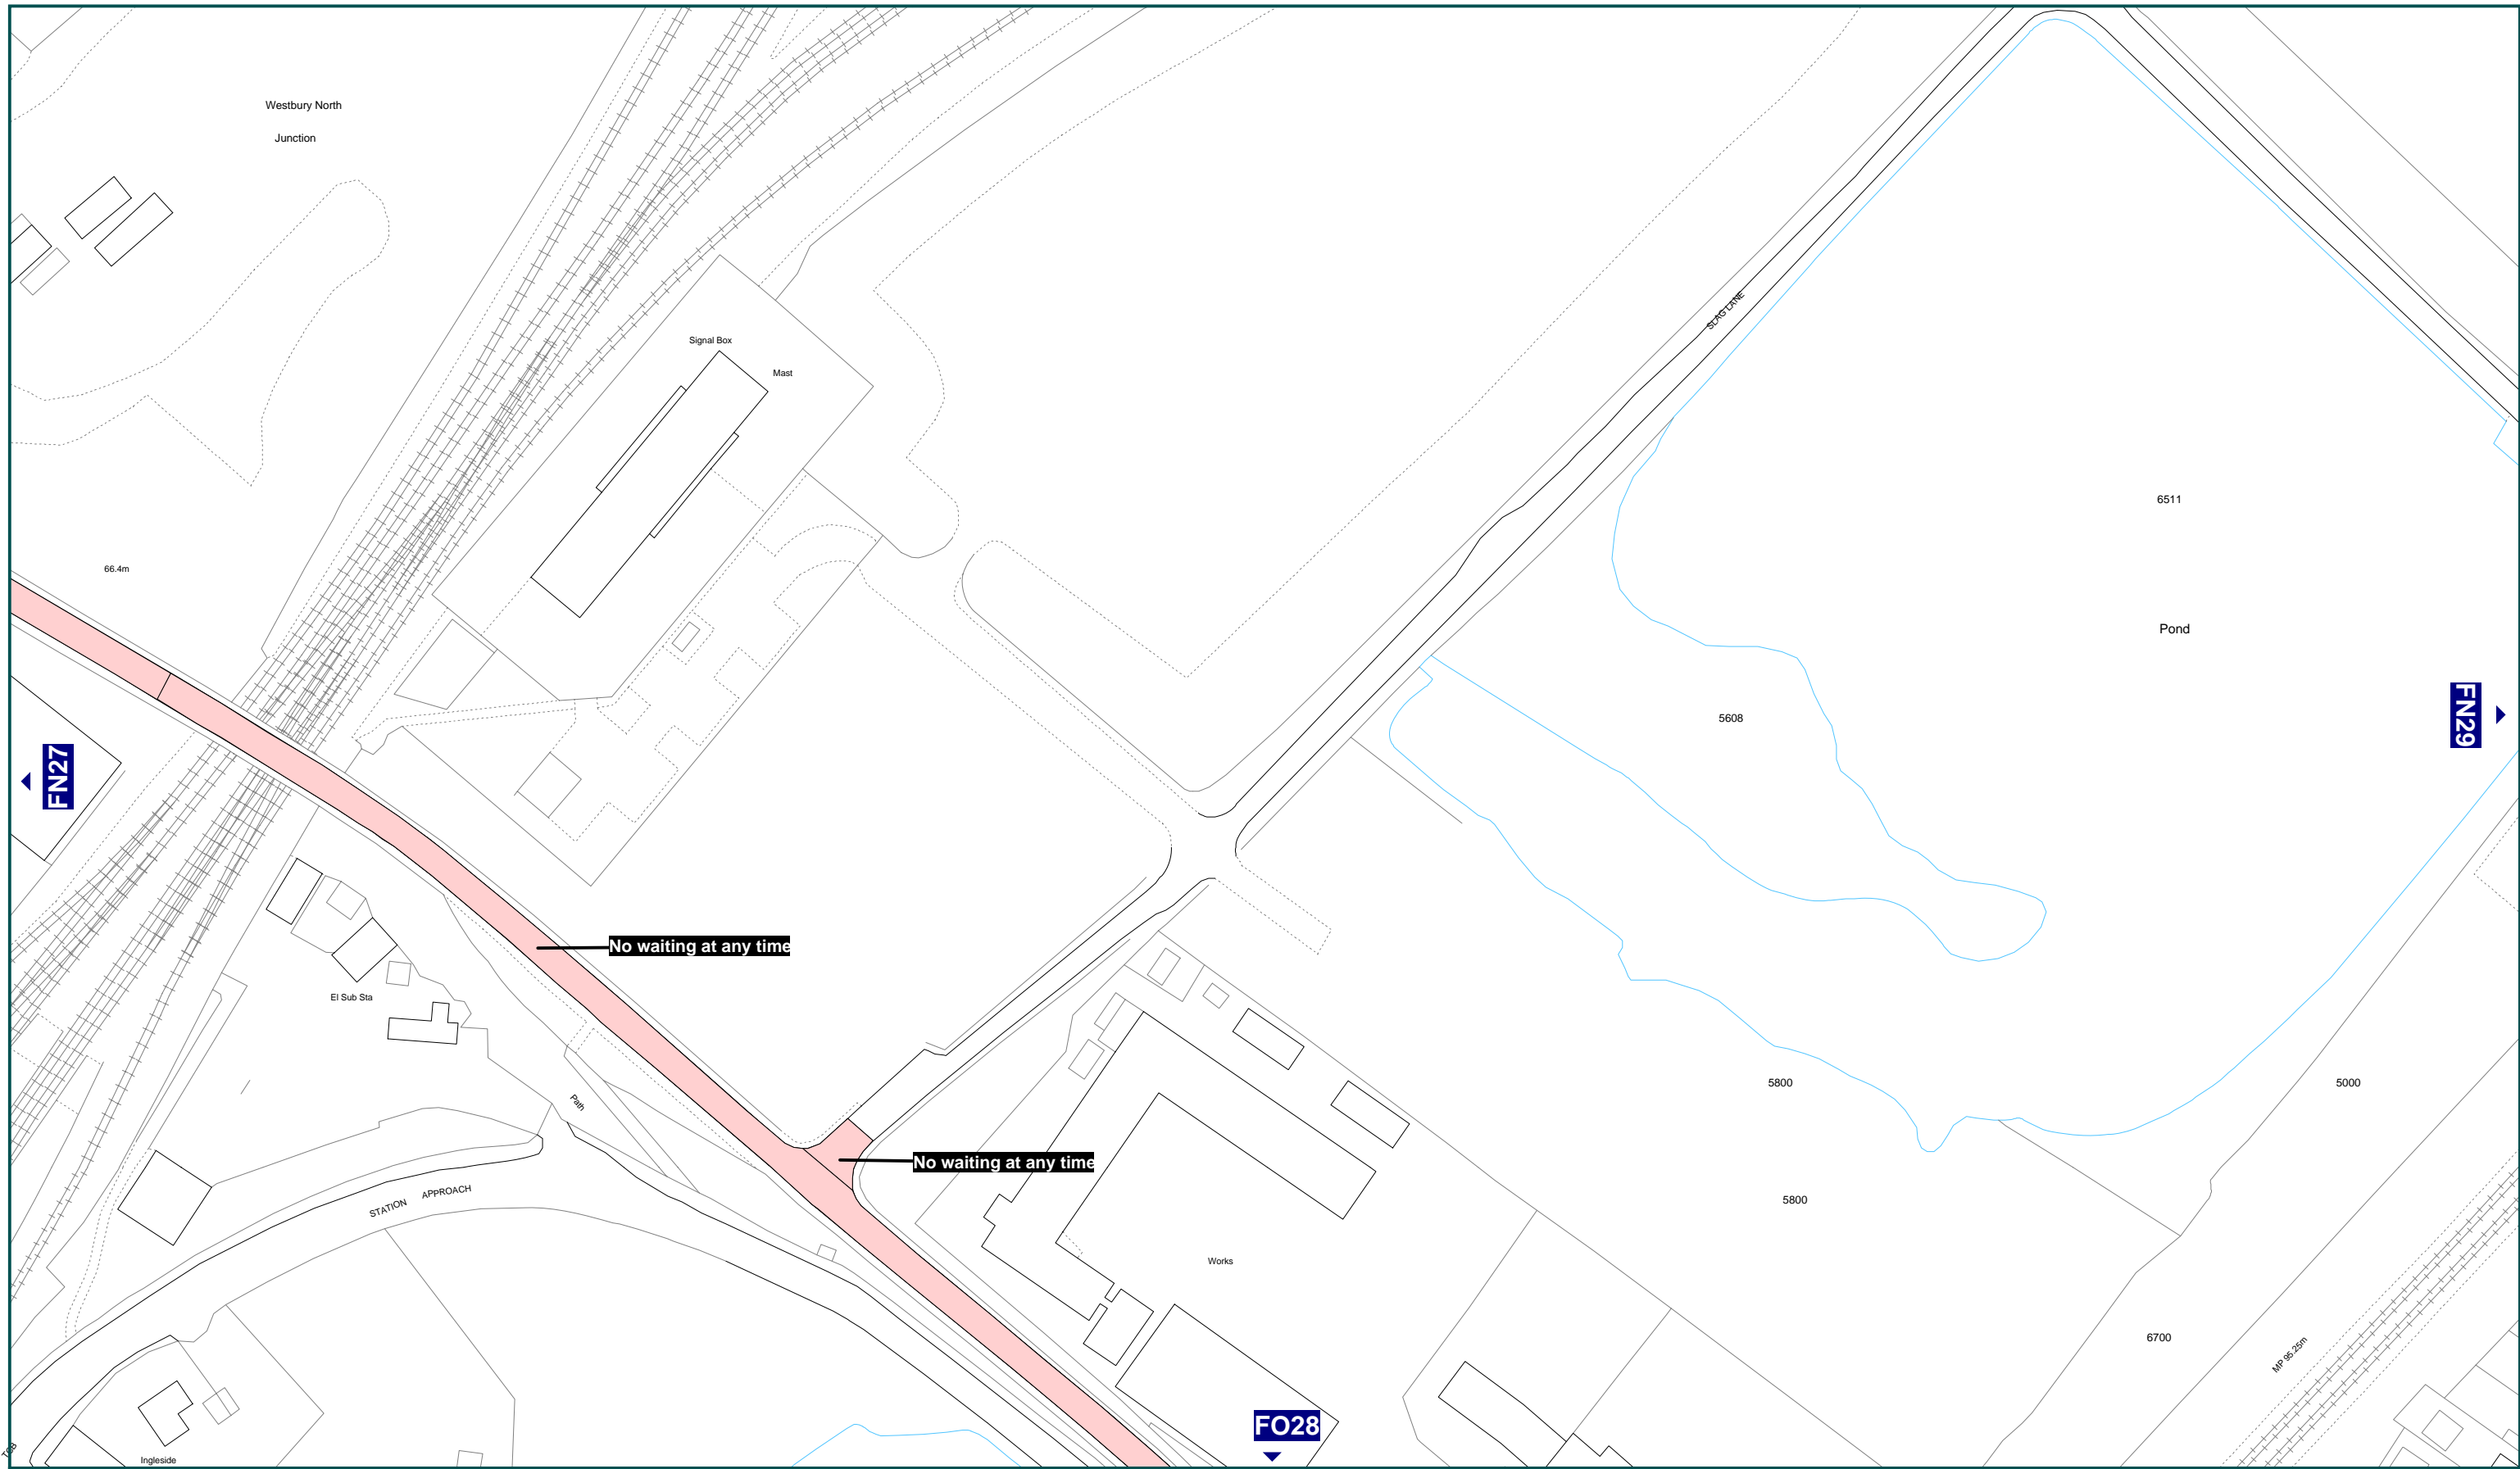 Westbury North
Junction
SLAG LANE
Signal Box
Mast
6511
66.4m
Pond
5608
FN27
FN29
No waiting at any time
El Sub Sta
Path
5800
5000
No waiting at any time
STATION APPROACH
5800
Works
6700
MP 95.25m
FO28
TCB
Ingleside